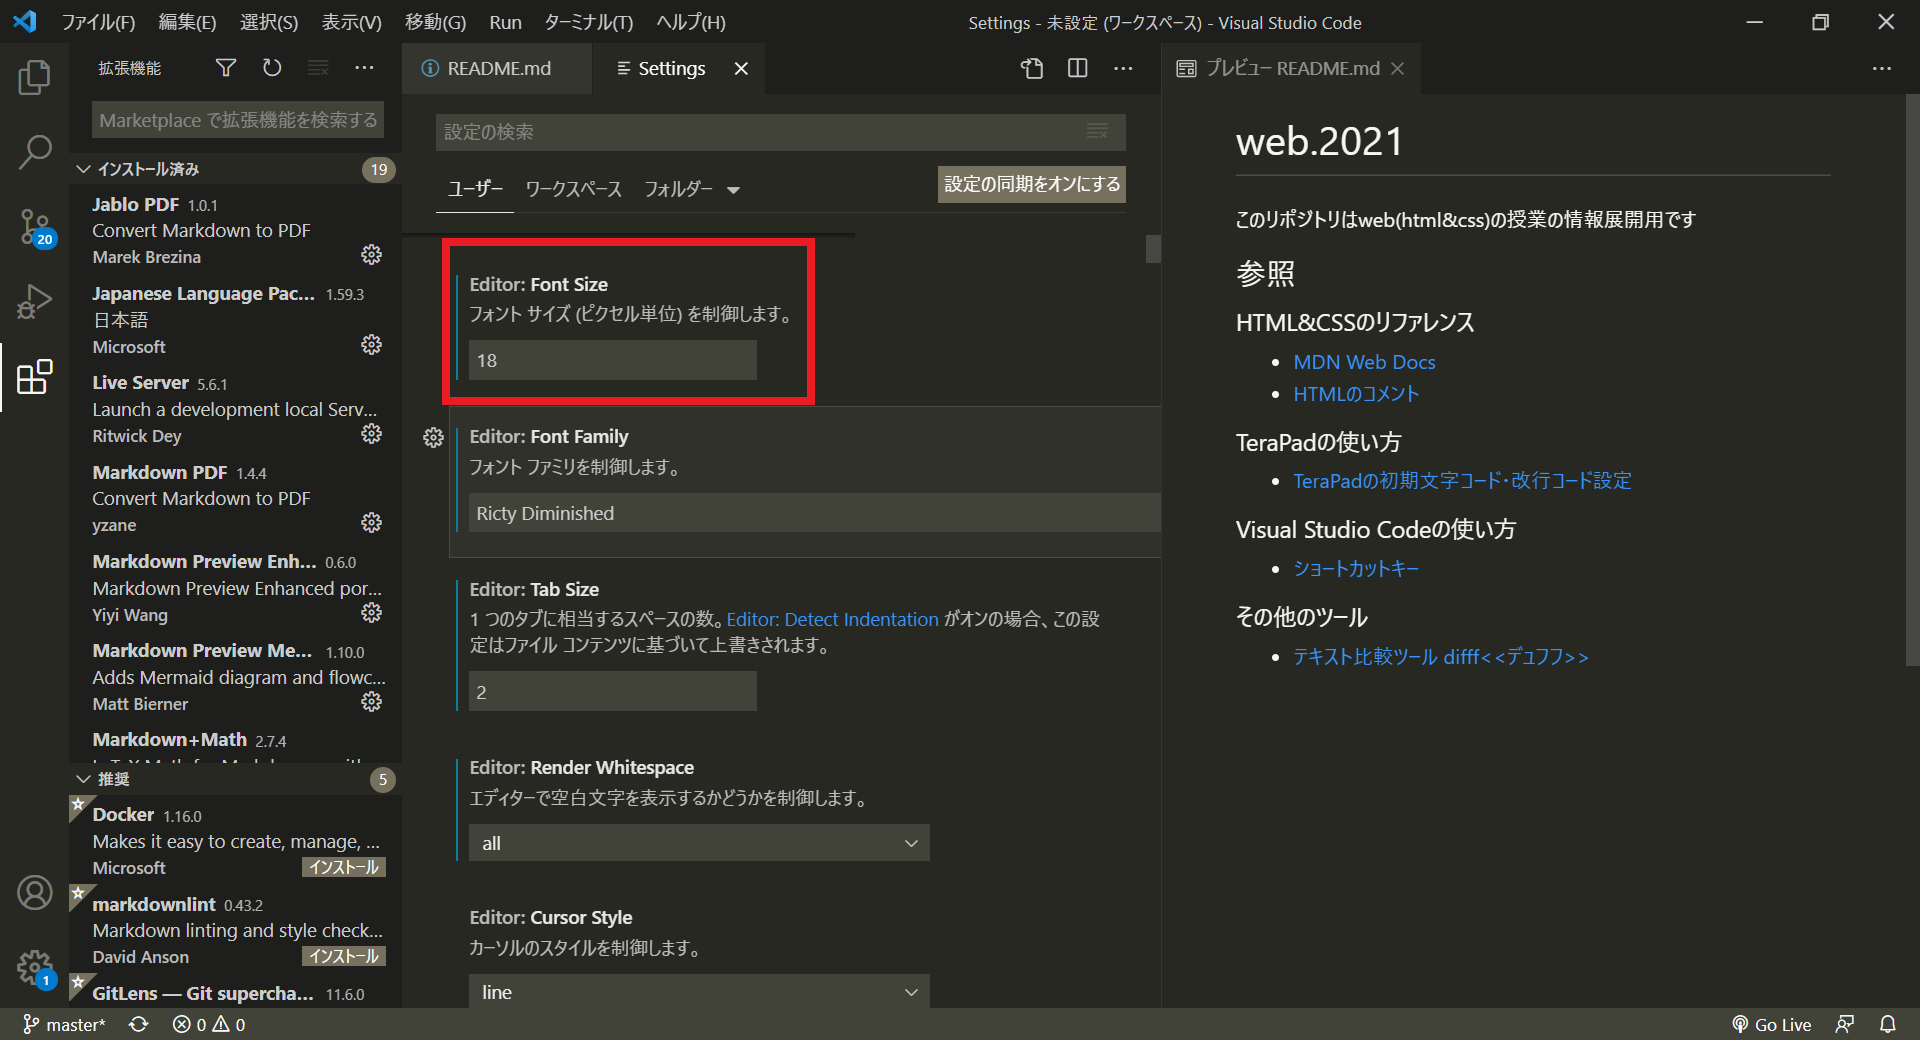 ファイル(F) 編集(E) 選択(S) 表示(V) 移動(G) Run ターミナル(T) ヘルプ(H)
Settings - 未設定 (ワークスペース) - Visual Studio Code
拡張機能
Marketplace で拡張機能を検索する
インストール済み 19
Jablo PDF 1.0.1
Convert Markdown to PDF
Marek Brezina
Japanese Language Pac... 1.59.3
日本語
Microsoft
Live Server 5.6.1
Launch a development local Serv...
Ritwick Dey
Markdown PDF 1.4.4
Convert Markdown to PDF
yzane
Markdown Preview Enh... 0.6.0
Markdown Preview Enhanced por...
Yiyi Wang
Markdown Preview Me... 1.10.0
Adds Mermaid diagram and flowc...
Matt Bierner
Markdown+Math 2.7.4
推奨 5
Docker 1.16.0
Makes it easy to create, manage, ...
Microsoft インストール
markdownlint 0.43.2
Markdown linting and style check...
David Anson インストール
GitLens — Git supercha... 11.6.0
20
1
README.md
Settings
設定の検索
ユーザー ワークスペース フォルダー
設定の同期をオンにする
Editor: Font Size
フォント サイズ (ピクセル単位) を制御します。
18
Editor: Font Family
フォント ファミリを制御します。
Ricty Diminished
Editor: Tab Size
1 つのタブに相当するスペースの数。Editor: Detect Indentation がオンの場合、この設
定はファイル コンテンツに基づいて上書きされます。
2
Editor: Render Whitespace
エディターで空白文字を表示するかどうかを制御します。
all
Editor: Cursor Style
カーソルのスタイルを制御します。
line
プレビュー README.md
web.2021
このリポジトリはweb(html&css)の授業の情報展開用です
参照
HTML&CSSのリファレンス
MDN Web Docs
HTMLのコメント
TeraPadの使い方
TeraPadの初期文字コード・改行コード設定
Visual Studio Codeの使い方
ショートカットキー
その他のツール
テキスト比較ツール difff<<デュフフ>>
master* 0 0
Go Live